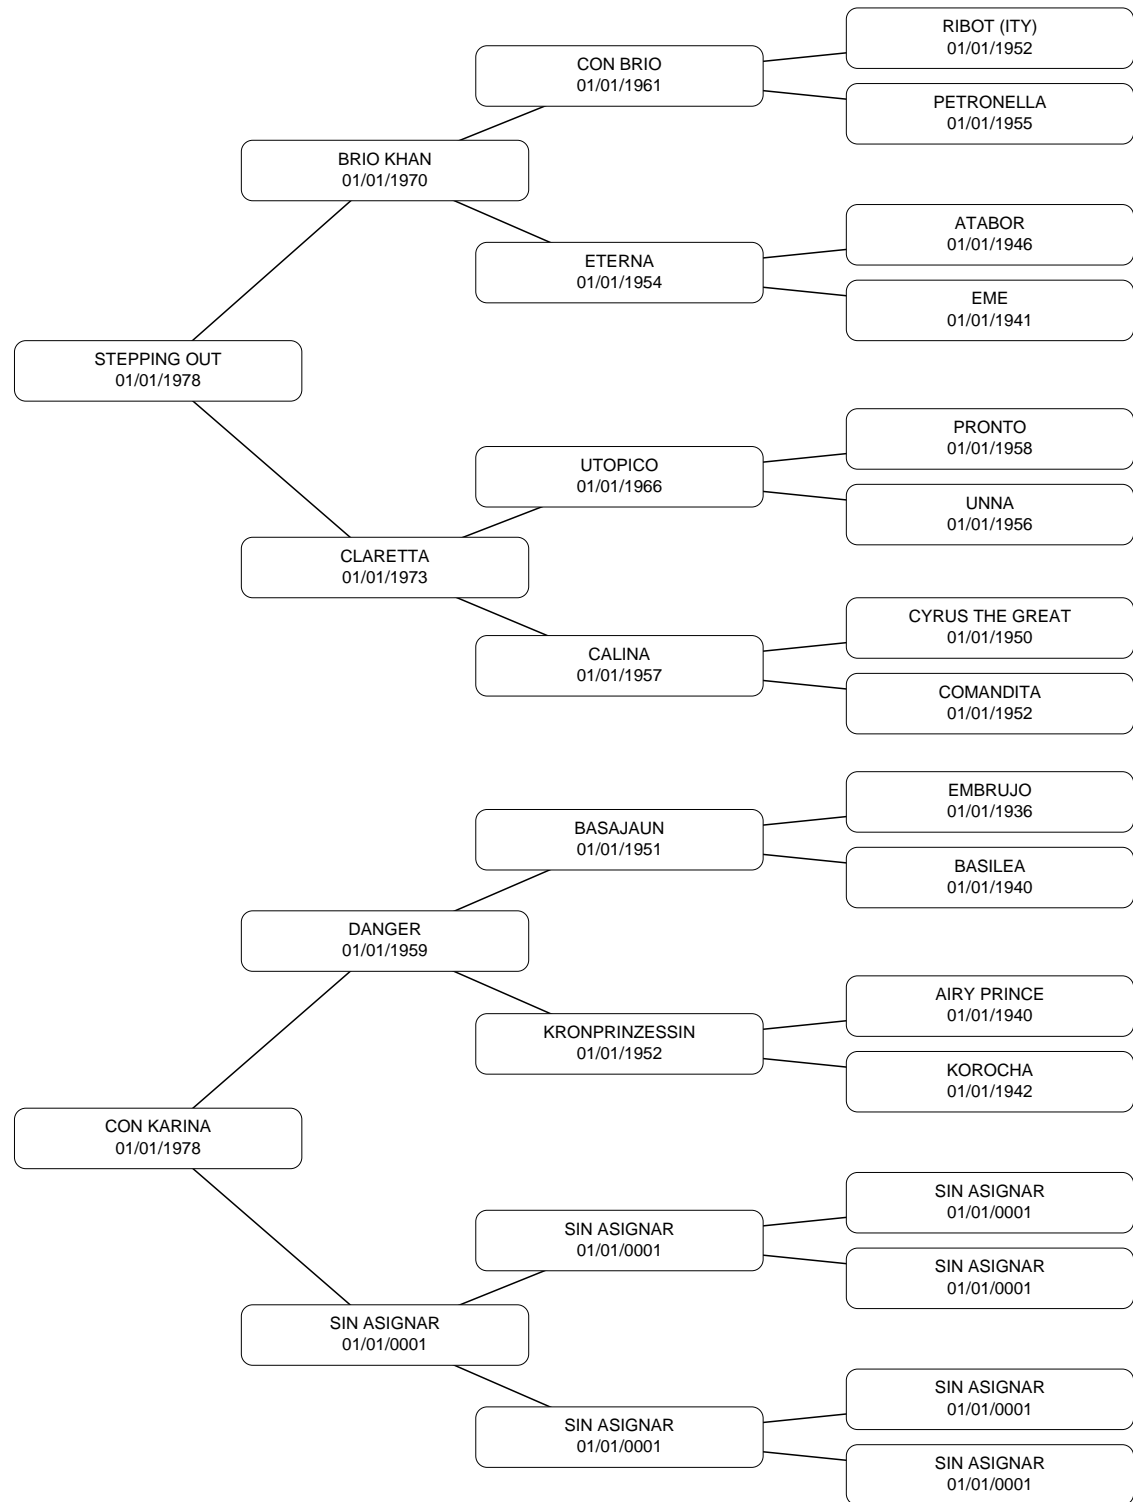 RIBOT (ITY)
01/01/1952
CON BRIO
01/01/1961
PETRONELLA
01/01/1955
BRIO KHAN
01/01/1970
ATABOR
01/01/1946
ETERNA
01/01/1954
EME
01/01/1941
STEPPING OUT
01/01/1978
PRONTO
01/01/1958
UTOPICO
01/01/1966
UNNA
01/01/1956
CLARETTA
01/01/1973
CYRUS THE GREAT
01/01/1950
CALINA
01/01/1957
COMANDITA
01/01/1952
EMBRUJO
01/01/1936
BASAJAUN
01/01/1951
BASILEA
01/01/1940
DANGER
01/01/1959
AIRY PRINCE
01/01/1940
KRONPRINZESSIN
01/01/1952
KOROCHA
01/01/1942
CON KARINA
01/01/1978
SIN ASIGNAR
01/01/0001
SIN ASIGNAR
01/01/0001
SIN ASIGNAR
01/01/0001
SIN ASIGNAR
01/01/0001
SIN ASIGNAR
01/01/0001
SIN ASIGNAR
01/01/0001
SIN ASIGNAR
01/01/0001